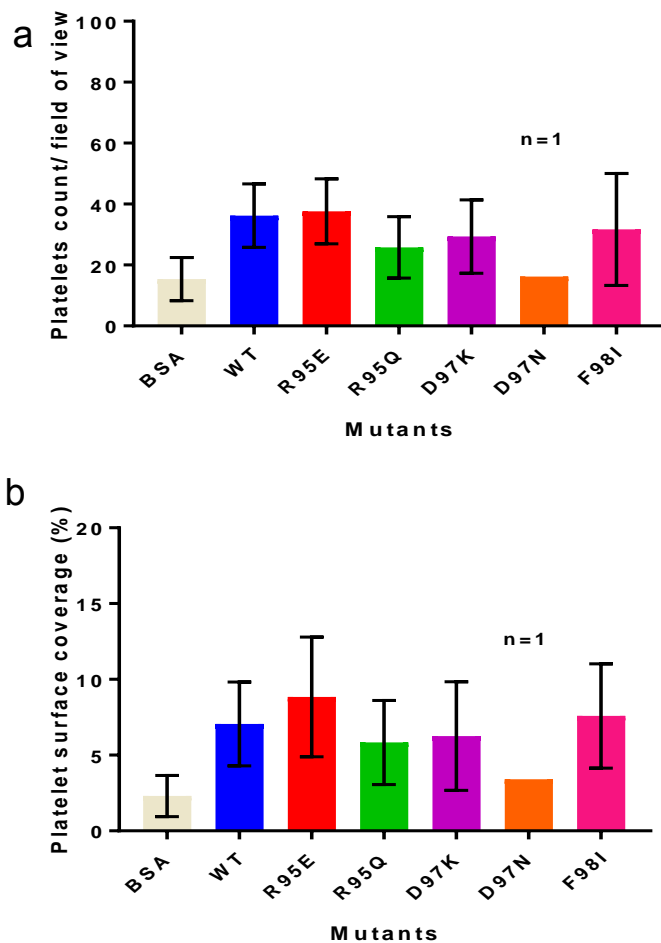 a
Platelets count/ field of view
100
80
60
40
20
0
n=1
BSA
WT
R95E
R95Q
D97K
D97N
F98I
Mutants
b
Platelet surface coverage (%)
20
15
10
5
0
n=1
BSA
WT
R95E
R95Q
D97K
D97N
F98I
Mutants